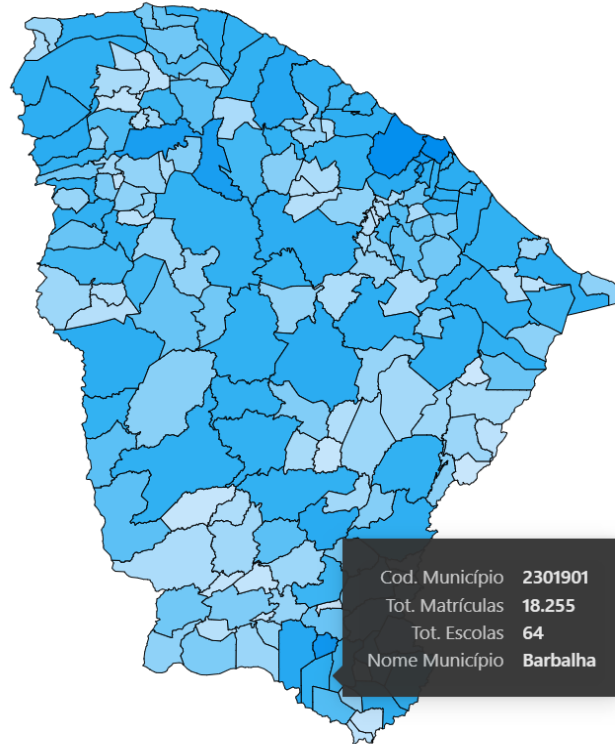 Cod. Município 2301901
Tot. Matrículas 18.255
Tot. Escolas 64
Nome Município Barbalha